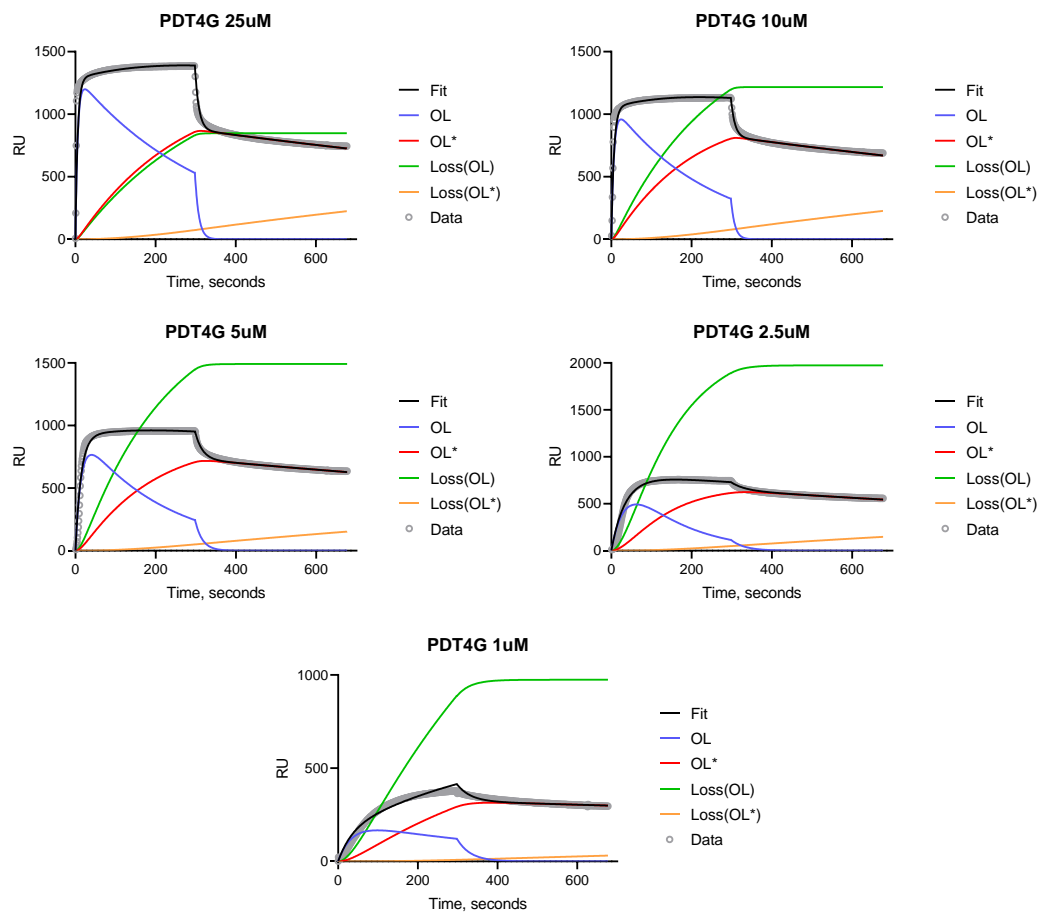 PDT4G 25uM
1500
1000
500
0
RU
0
200
400
600
Time, seconds
Fit
OL
OL*
Loss(OL)
Loss(OL*)
Data
PDT4G 10uM
1500
1000
500
0
RU
0
200
400
600
Time, seconds
Fit
OL
OL*
Loss(OL)
Loss(OL*)
Data
PDT4G 5uM
1500
1000
500
0
RU
0
200
400
600
Time, seconds
Fit
OL
OL*
Loss(OL)
Loss(OL*)
Data
PDT4G 2.5uM
2000
1500
1000
500
0
RU
0
200
400
600
Time, seconds
Fit
OL
OL*
Loss(OL)
Loss(OL*)
Data
PDT4G 1uM
1000
500
0
RU
0
200
400
600
Time, seconds
Fit
OL
OL*
Loss(OL)
Loss(OL*)
Data